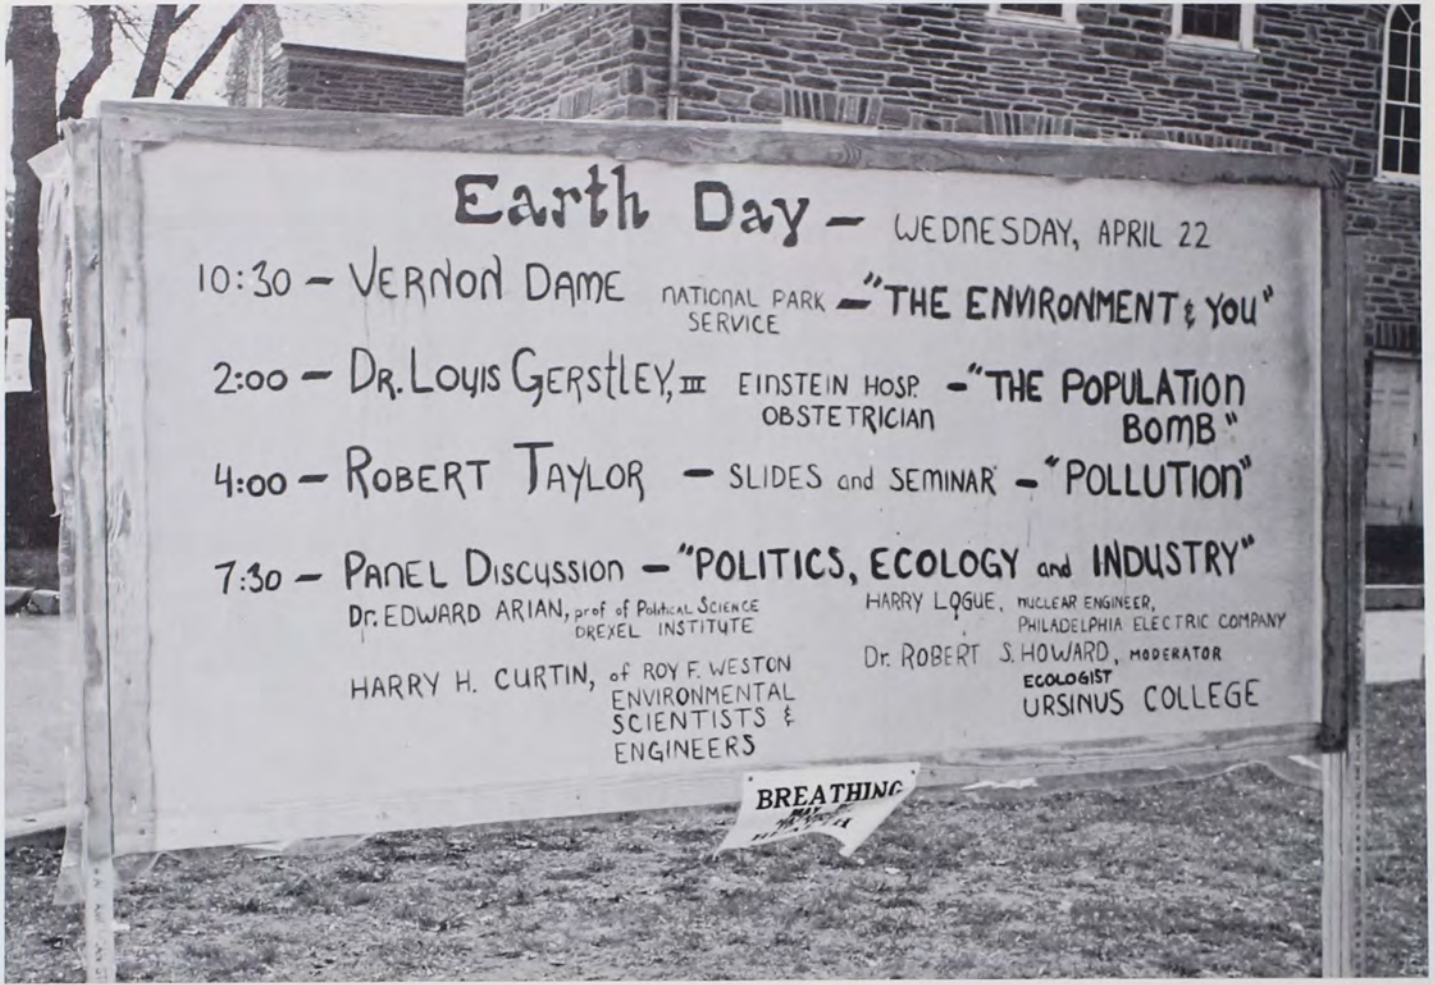 Earth Day - WEDNESDAY, APRIL 22
10:30 - VERNON DAME NATIONAL PARK SERVICE - "THE ENVIRONMENT & YOU"
2:00 - DR. LOUIS GERSTLEY, III EINSTEIN HOSP. OBSTETRICIAN - "THE POPULATION BOMB"
4:00 - ROBERT TAYLOR - SLIDES and SEMINAR - "POLLUTION"
7:30 - PANEL DISCUSSION - "POLITICS, ECOLOGY and INDUSTRY"
Dr. EDWARD ARIAN, prof of Political SCIENCE
DREXEL INSTITUTE
HARRY H. CURTIN, of ROY F. WESTON
ENVIRONMENTAL
SCIENTISTS &
ENGINEERS
HARRY LOGUE, NUCLEAR ENGINEER,
PHILADELPHIA ELECTRIC COMPANY
Dr. ROBERT S. HOWARD, MODERATOR
ECOLOGIST
URSINUS COLLEGE
BREATHING
MAY BE